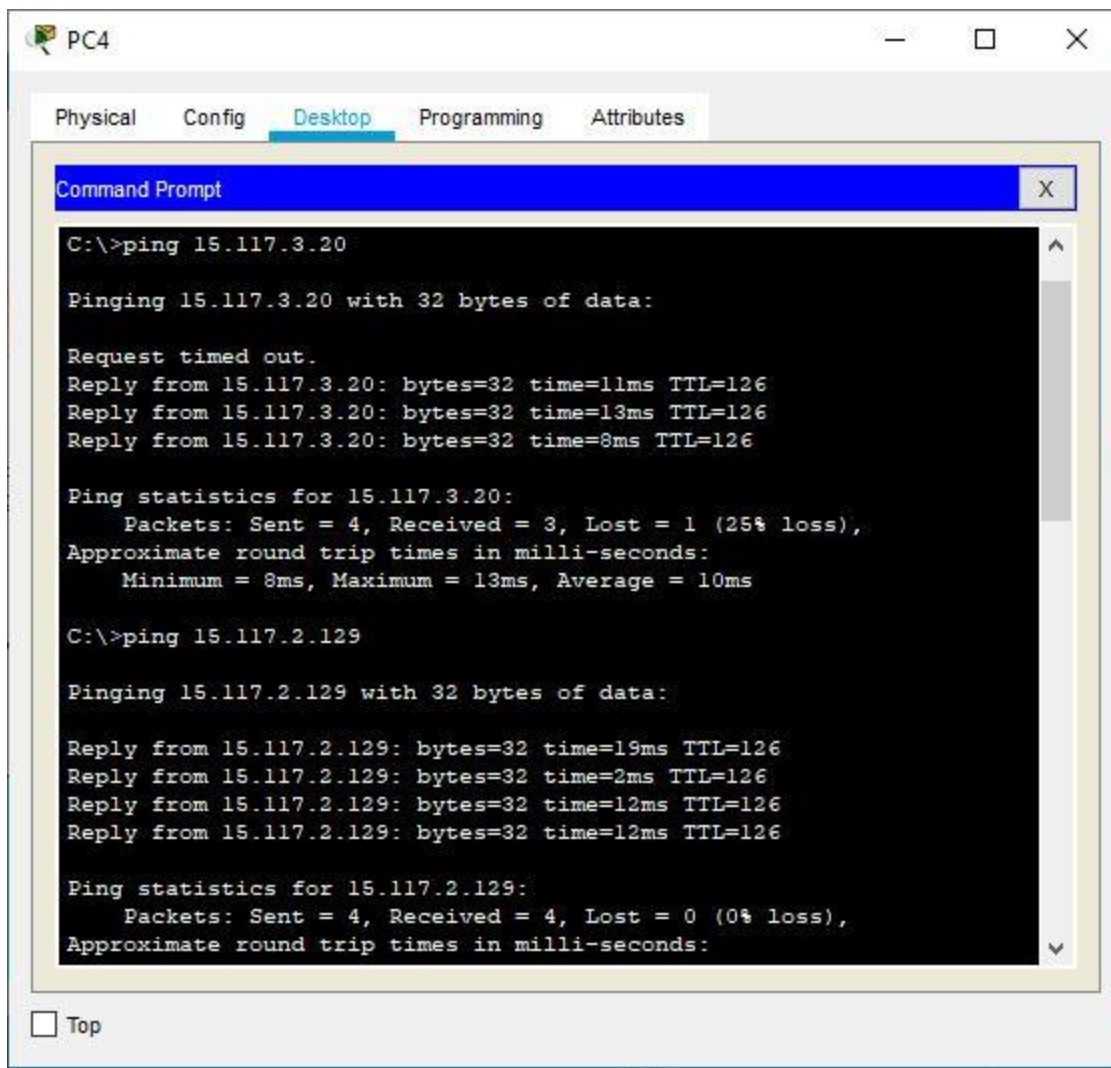 PC4
Physical Config Desktop Programming Attributes
Command Prompt X
C:\>ping 15.117.3.20
Pinging 15.117.3.20 with 32 bytes of data:
Request timed out.
Reply from 15.117.3.20: bytes=32 time=11ms TTL=126
Reply from 15.117.3.20: bytes=32 time=13ms TTL=126
Reply from 15.117.3.20: bytes=32 time=8ms TTL=126
Ping statistics for 15.117.3.20:
Packets: Sent = 4, Received = 3, Lost = 1 (25% loss),
Approximate round trip times in milli-seconds:
Minimum = 8ms, Maximum = 13ms, Average = 10ms
C:\>ping 15.117.2.129
Pinging 15.117.2.129 with 32 bytes of data:
Reply from 15.117.2.129: bytes=32 time=19ms TTL=126
Reply from 15.117.2.129: bytes=32 time=2ms TTL=126
Reply from 15.117.2.129: bytes=32 time=12ms TTL=126
Reply from 15.117.2.129: bytes=32 time=12ms TTL=126
Ping statistics for 15.117.2.129:
Packets: Sent = 4, Received = 4, Lost = 0 (0% loss),
Approximate round trip times in milli-seconds:
Top